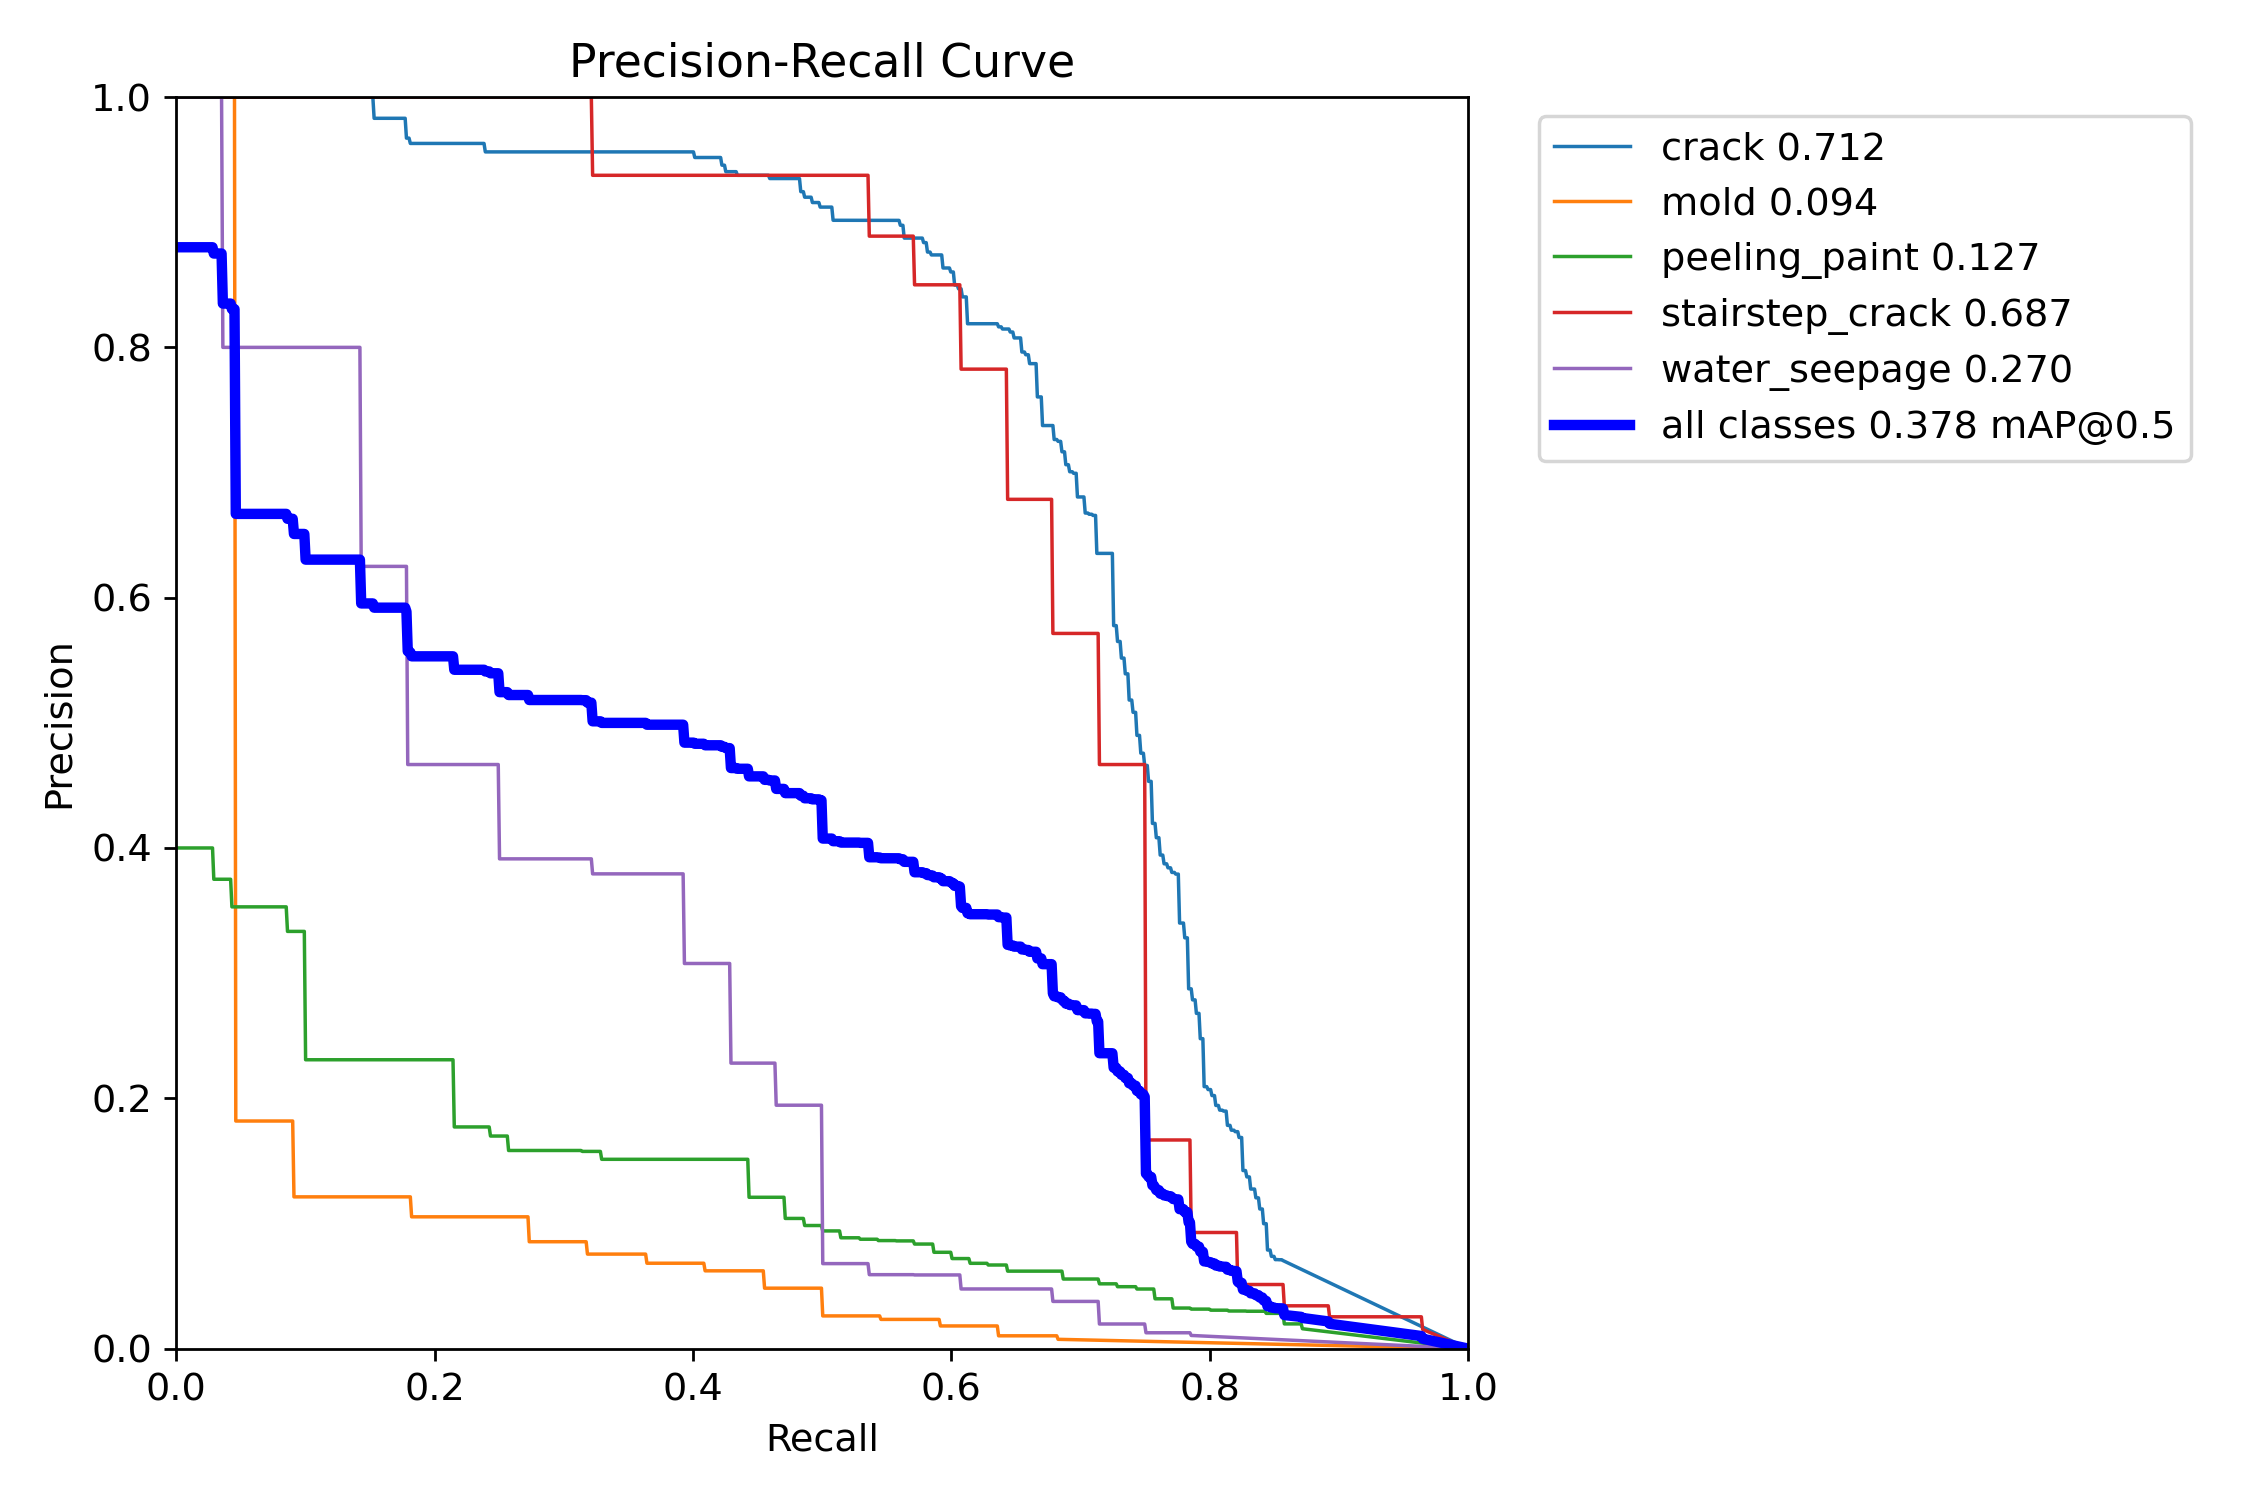 Precision-Recall Curve
1.0
0.8
0.6
0.4
0.2
0.0
Precision
0.0 0.2 0.4 0.6 0.8 1.0
Recall
crack 0.712
mold 0.094
peeling_paint 0.127
stairstep_crack 0.687
water_seepage 0.270
all classes 0.378 mAP@0.5